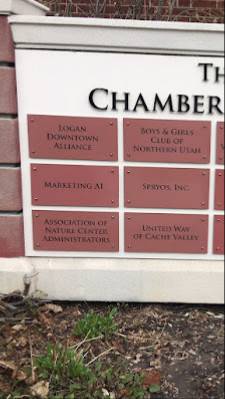 Th
Chamber
Logan
Downtown
Alliance
Boys & Girls
Club of
Northern Utah
Marketing AI
Spryos, Inc.
Association of
Nature Center
Administrators
United Way
of Cache Valley